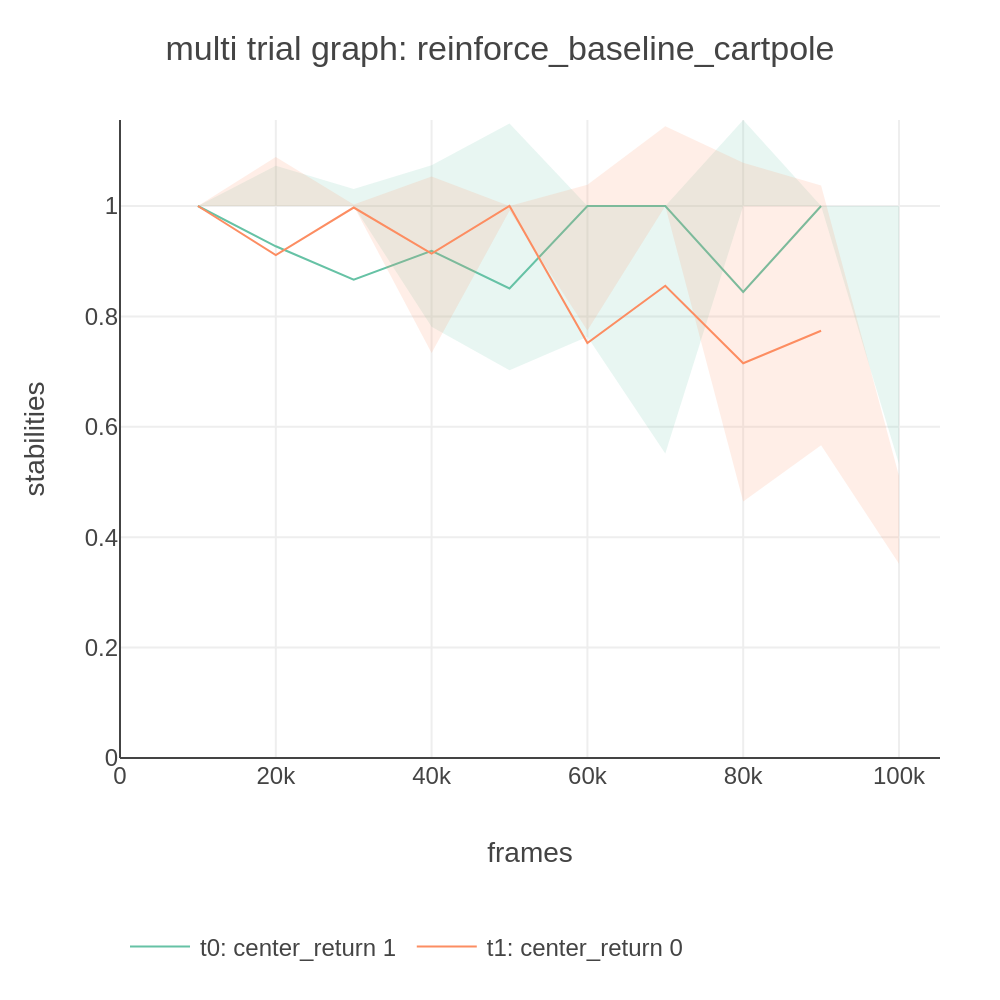 multi trial graph: reinforce_baseline_cartpole
stabilities
1
0.8
0.6
0.4
0.2
0
0 20k 40k 60k 80k 100k
frames
t0: center_return 1 t1: center_return 0